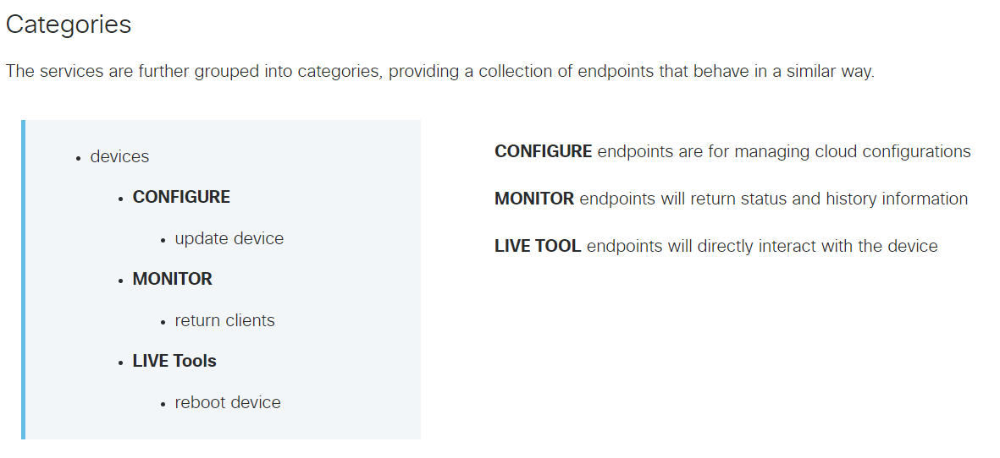 Categories
The services are further grouped into categories, providing a collection of endpoints that behave in a similar way.
• devices
• CONFIGURE
• update device
• MONITOR
• return clients
• LIVE Tools
• reboot device
CONFIGURE endpoints are for managing cloud configurations
MONITOR endpoints will return status and history information
LIVE TOOL endpoints will directly interact with the device